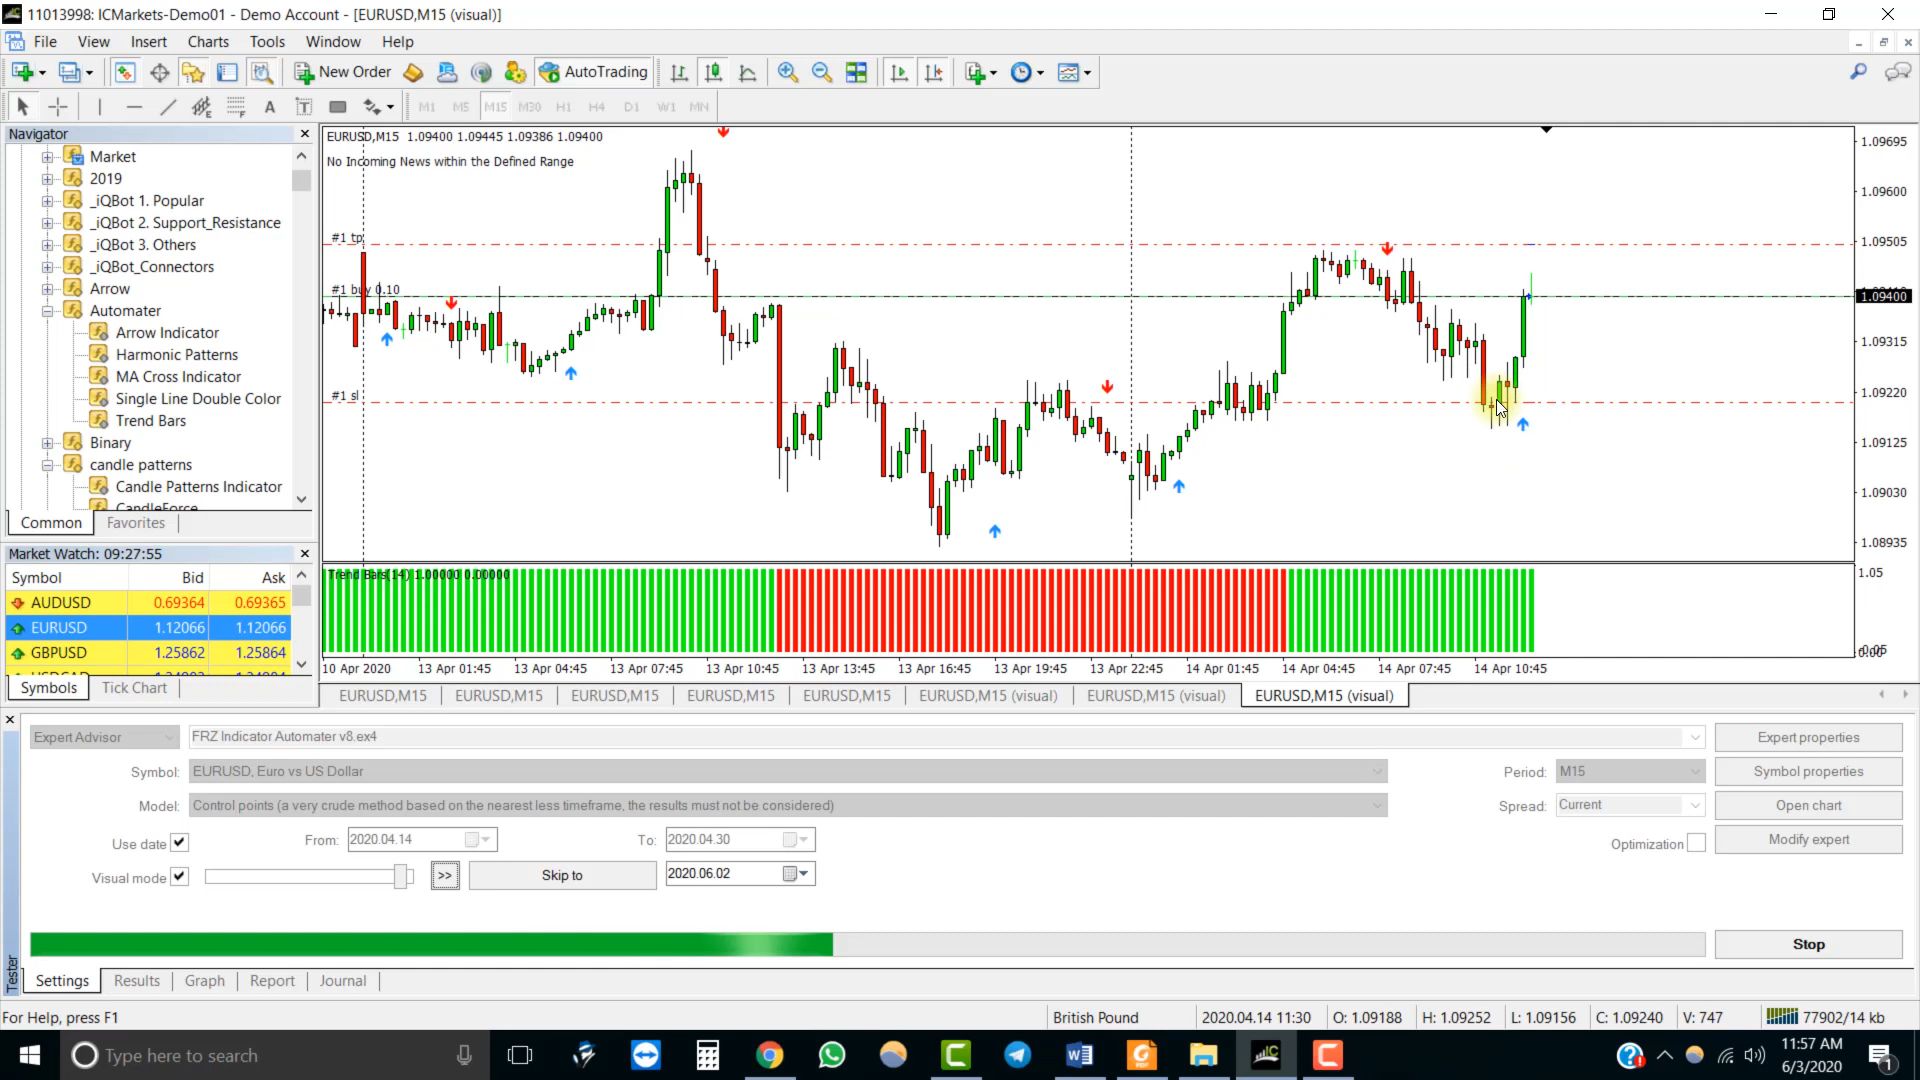 11013998: ICMarkets-Demo01 - Demo Account - [EURUSD,M15 (visual)]
File View Insert Charts Tools Window Help
New Order AutoTrading
M1 M5 M15 M30 H1 H4 D1 W1 MN
Navigator
Market
2019
_iQBot 1. Popular
_iQBot 2. Support_Resistance
_iQBot 3. Others
_iQBot_Connectors
Arrow
Automater
Arrow Indicator
Harmonic Patterns
MA Cross Indicator
Single Line Double Color
Trend Bars
Binary
candle patterns
Candle Patterns Indicator
CandleForce
Common Favorites
Market Watch: 09:27:55
Symbol Bid Ask
AUDUSD 0.69364 0.69365
EURUSD 1.12066 1.12066
GBPUSD 1.25862 1.25864
Symbols Tick Chart
EURUSD,M15 1.09400 1.09445 1.09386 1.09400
No Incoming News within the Defined Range
#1 tp
#1 buy 0.10
#1 sl
1.09695
1.09600
1.09505
1.09400
1.09315
1.09220
1.09125
1.09030
1.08935
Trend Bars(14) 1.00000 0.00000
1.05
10 Apr 2020 13 Apr 01:45 13 Apr 04:45 13 Apr 07:45 13 Apr 10:45 13 Apr 13:45 13 Apr 16:45 13 Apr 19:45 13 Apr 22:45 14 Apr 01:45 14 Apr 04:45 14 Apr 07:45 14 Apr 10:45
EURUSD,M15 EURUSD,M15 EURUSD,M15 EURUSD,M15 EURUSD,M15 EURUSD,M15 (visual) EURUSD,M15 (visual) EURUSD,M15 (visual)
Expert Advisor FRZ Indicator Automater v8.ex4 Expert properties
Symbol: EURUSD, Euro vs US Dollar Period: M15 Symbol properties
Model: Control points (a very crude method based on the nearest less timeframe, the results must not be considered) Spread: Current Open chart
Use date From: 2020.04.14 To: 2020.04.30 Optimization Modify expert
Visual mode >> Skip to 2020.06.02
Stop
Tester
Settings Results Graph Report Journal
For Help, press F1 British Pound 2020.04.14 11:30 O: 1.09188 H: 1.09252 L: 1.09156 C: 1.09240 V: 747 77902/14 kb
Type here to search
11:57 AM
6/3/2020
1